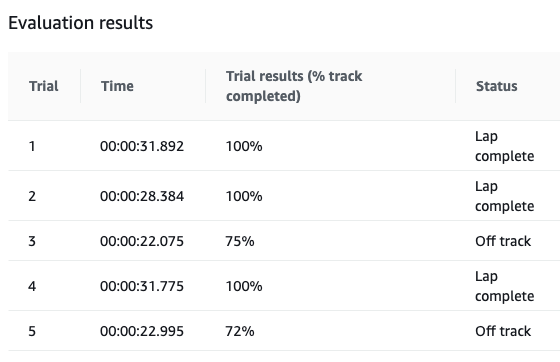 Evaluation results
Trial Time Trial results (% track completed) Status
1 00:00:31.892 100% Lap complete
2 00:00:28.384 100% Lap complete
3 00:00:22.075 75% Off track
4 00:00:31.775 100% Lap complete
5 00:00:22.995 72% Off track